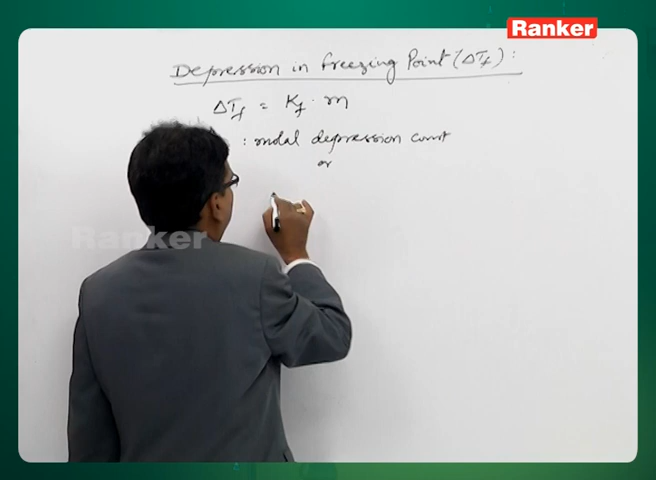 Ranker
Depression in freezing Point (ΔTf) :
ΔTf = Kf · m
: molal depression const
or
Ranker